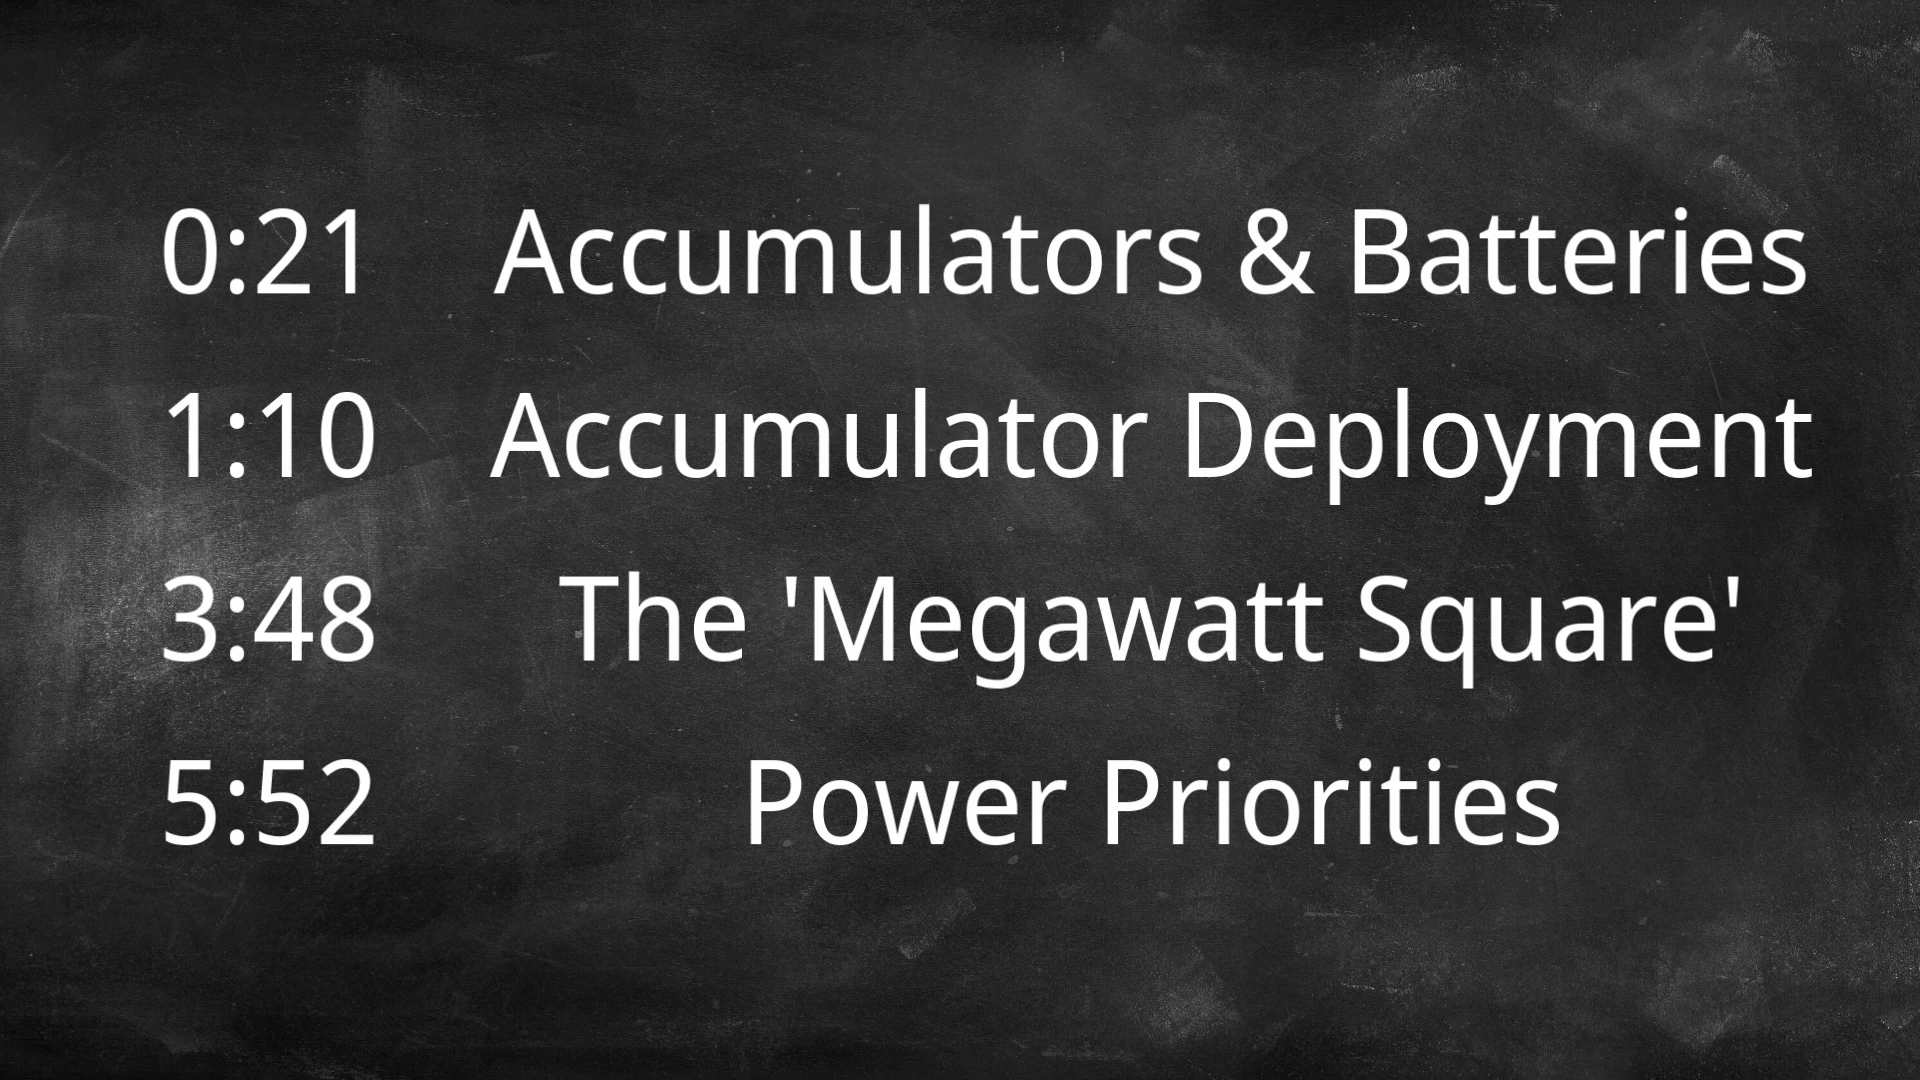 0:21 Accumulators & Batteries
1:10 Accumulator Deployment
3:48 The 'Megawatt Square'
5:52 Power Priorities